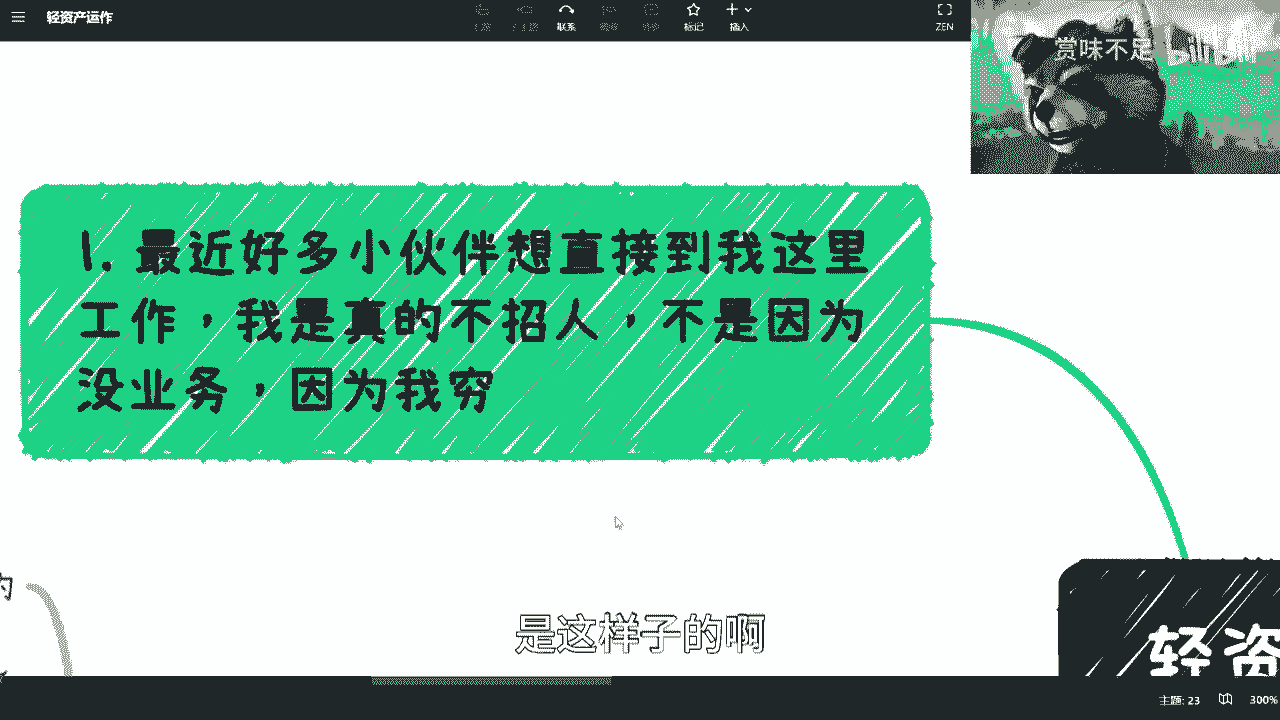 轻资产运作
联系
标记
插入
ZEN
赏味不足
1. 最近好多小伙伴想直接到我这里
工作，我是真的不招人，不是因为
没业务，因为我穷
是这样子的啊
轻资
主题: 23
300%